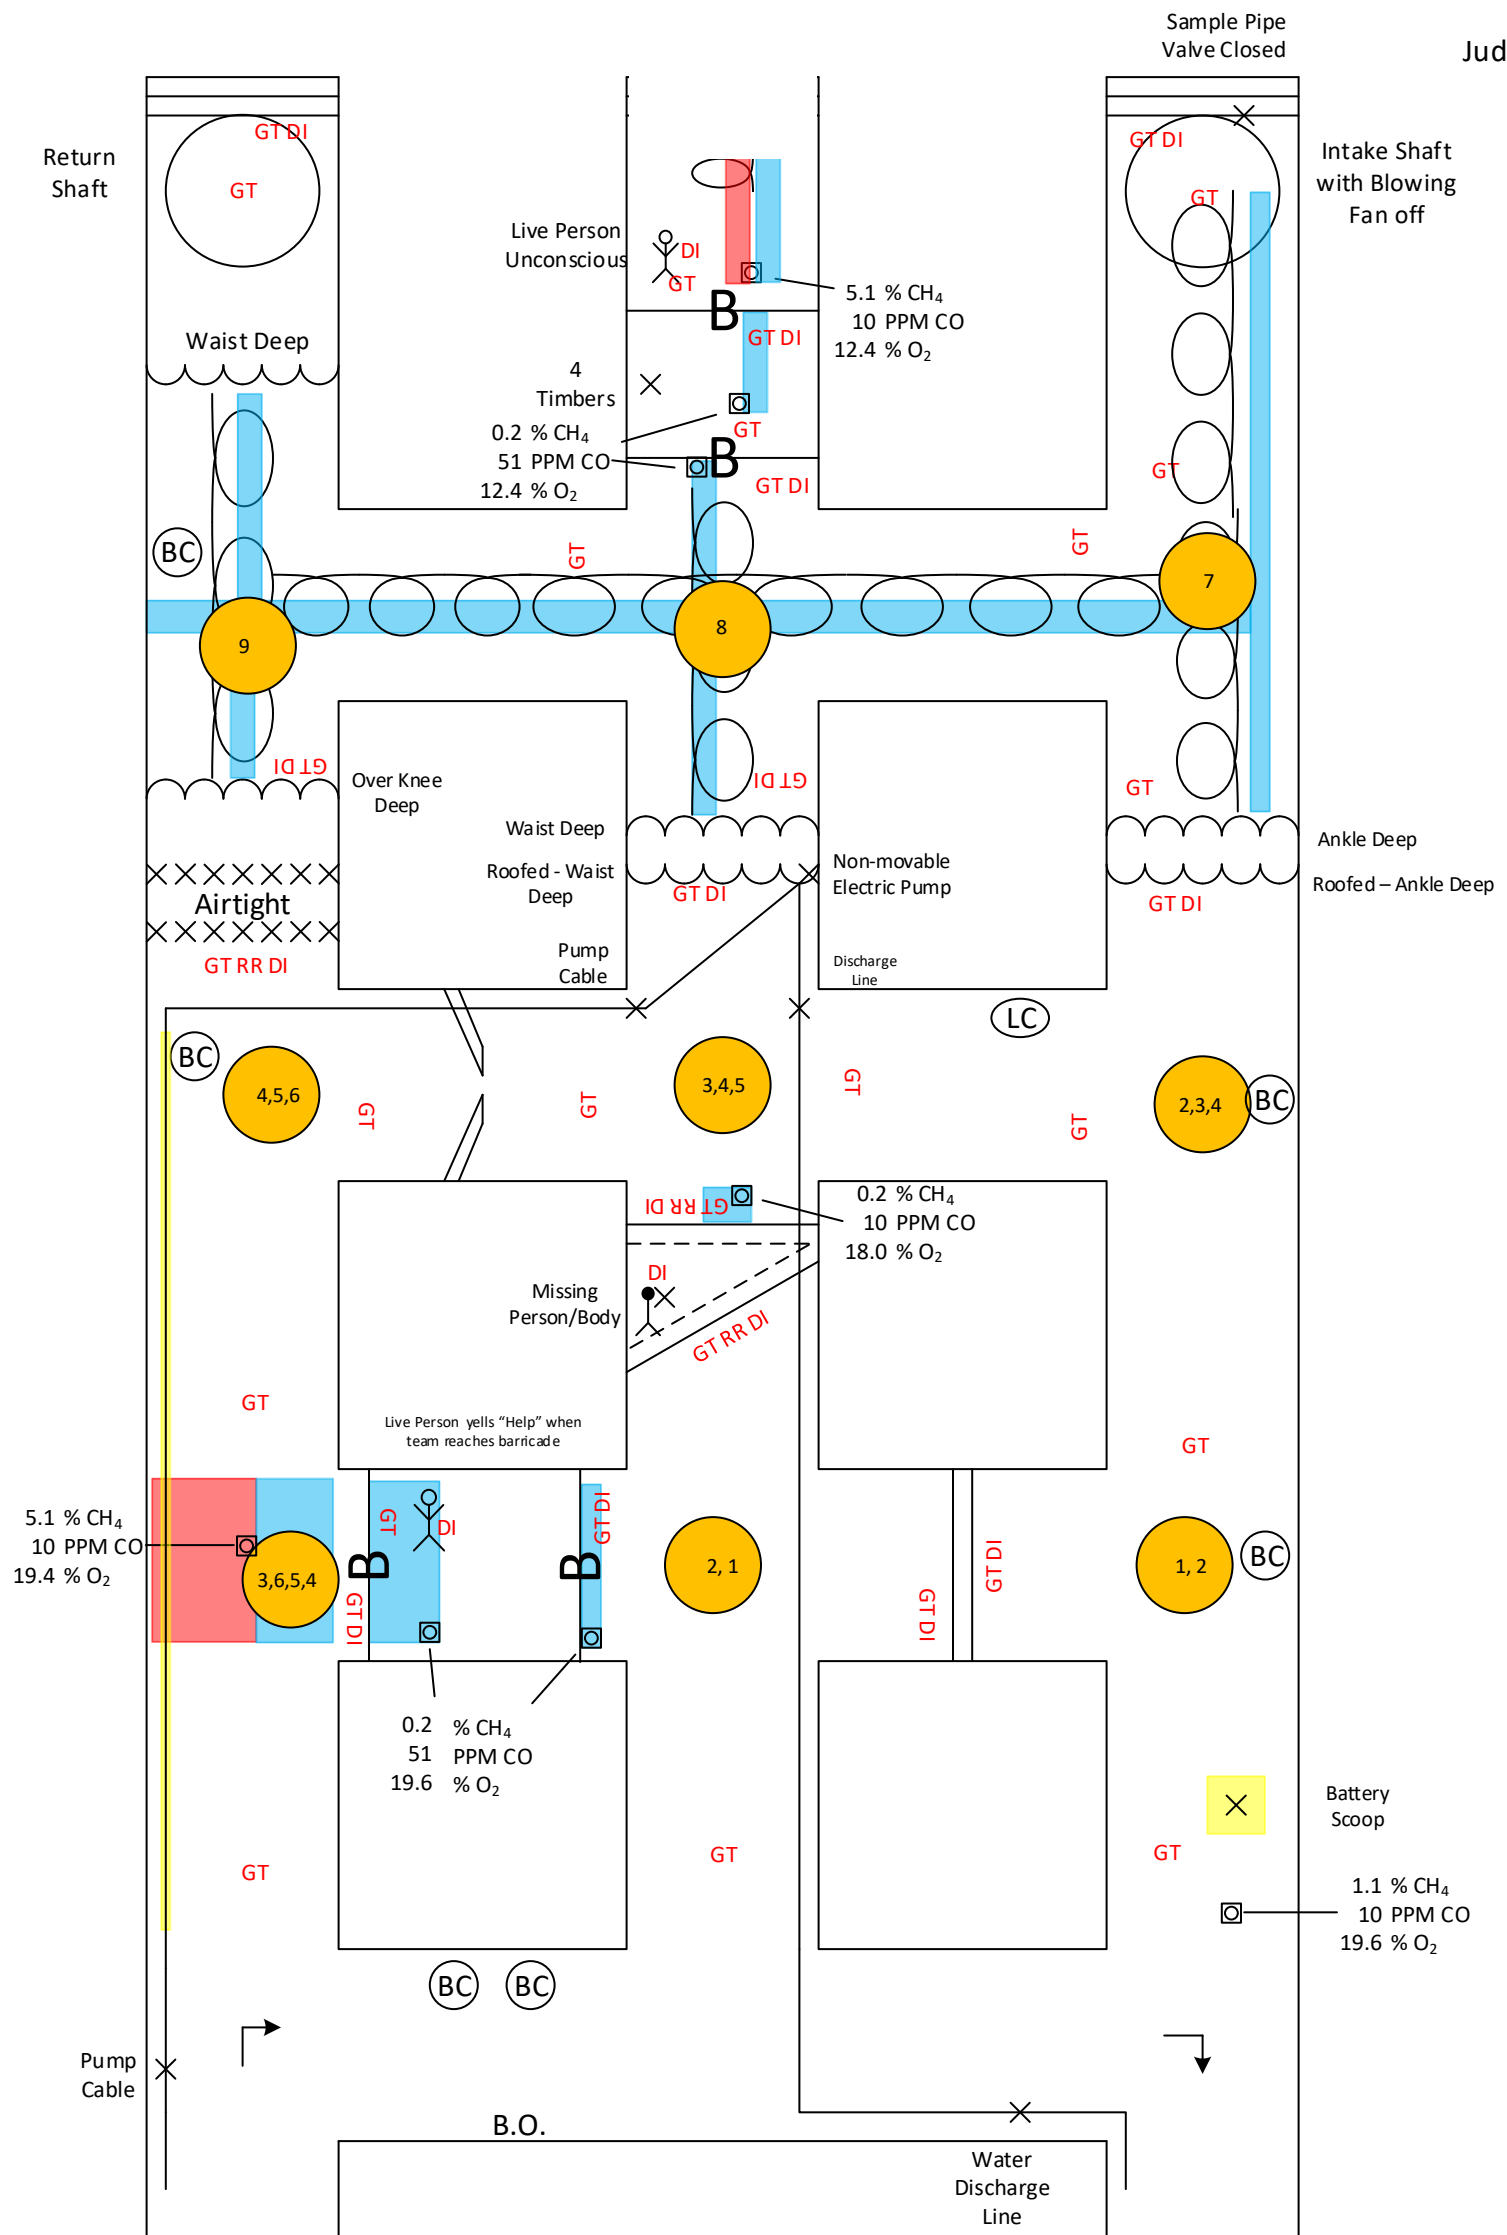 Sample Pipe
Valve Closed
Jud
GT DI
GT DI
Return
Shaft
GT
Intake Shaft
with Blowing
Fan off
GT
Live Person
Unconscious
DI
GT
5.1 % CH₄
10 PPM CO
12.4 % O₂
B
GT DI
Waist Deep
4
Timbers
0.2 % CH₄
51 PPM CO
12.4 % O₂
GT
B
GT DI
GT
BC
GT
GT
7
8
9
GT DI
GT DI
GT
Over Knee
Deep
Waist Deep
Roofed - Waist
Deep
GT DI
Non-movable
Electric Pump
Ankle Deep
Roofed – Ankle Deep
GT DI
Airtight
GT RR DI
Pump
Cable
Discharge
Line
LC
BC
4,5,6
GT
GT
3,4,5
GT
GT
2,3,4
BC
GT RR DI
0.2 % CH₄
10 PPM CO
18.0 % O₂
Missing
Person/Body
DI
GT RR DI
GT
Live Person yells “Help” when
team reaches barricade
GT
5.1 % CH₄
10 PPM CO
19.4 % O₂
3,6,5,4
B
GT
DI
GT DI
B
GT DI
2, 1
GT DI
GT DI
1, 2
BC
0.2 % CH₄
51 PPM CO
19.6 % O₂
Battery
Scoop
GT
GT
GT
1.1 % CH₄
10 PPM CO
19.6 % O₂
BC
BC
Pump
Cable
B.O.
Water
Discharge
Line